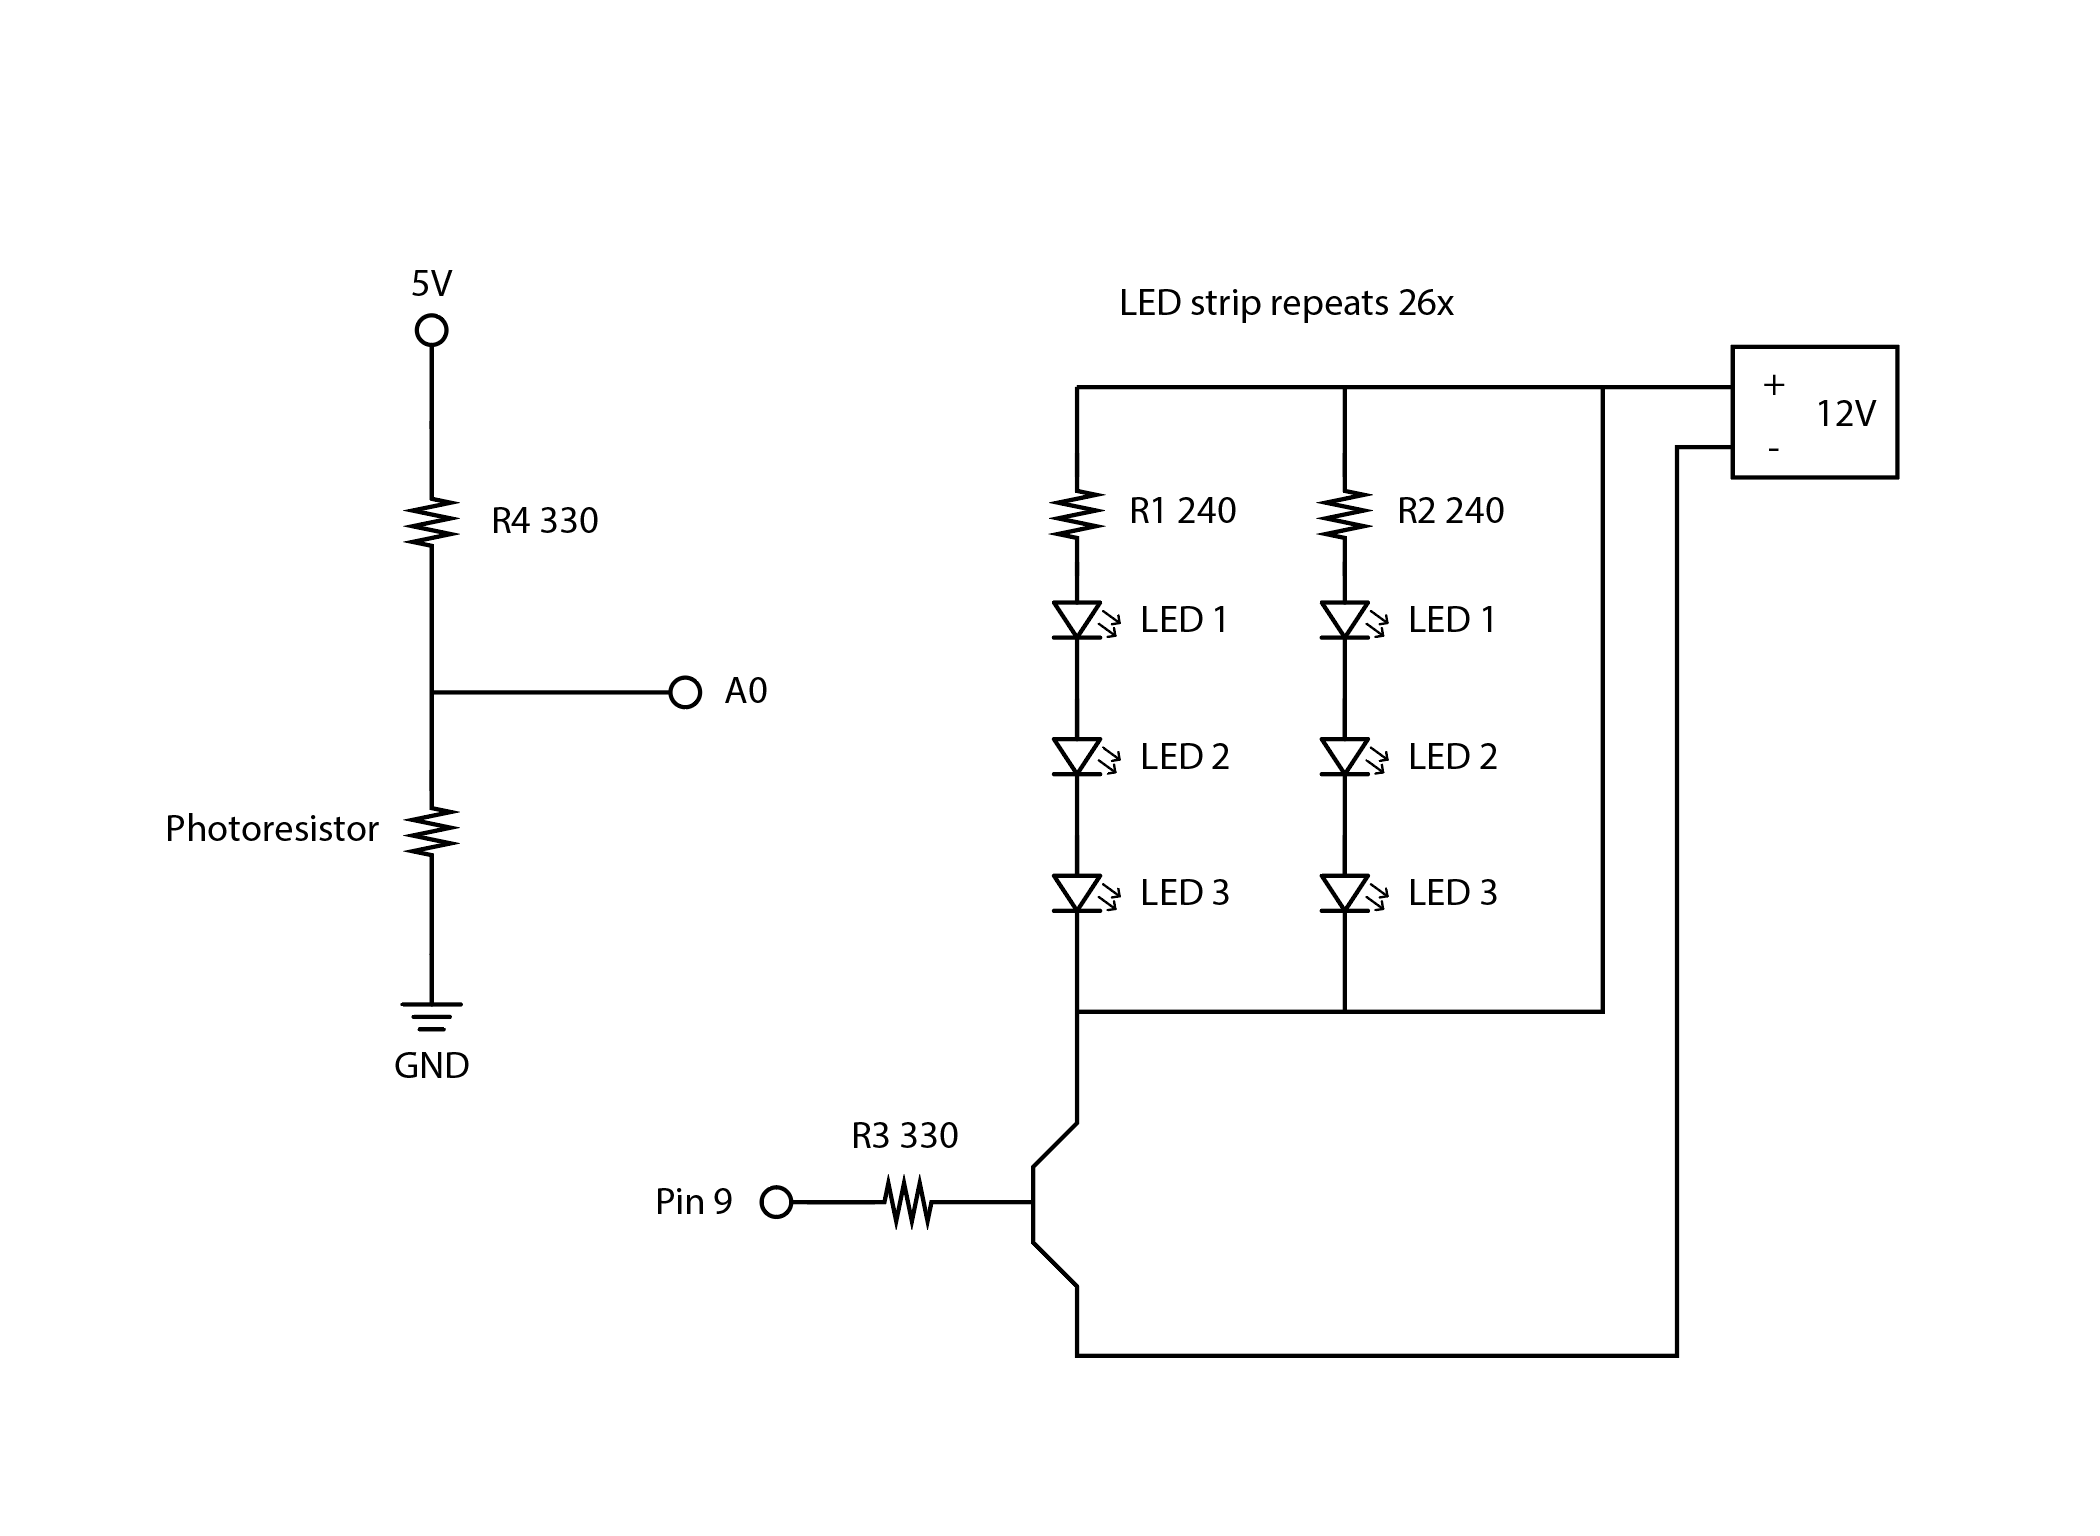 5V
R4 330
A0
Photoresistor
GND
LED strip repeats 26x
+
12V
-
R1 240
R2 240
LED 1
LED 1
LED 2
LED 2
LED 3
LED 3
R3 330
Pin 9